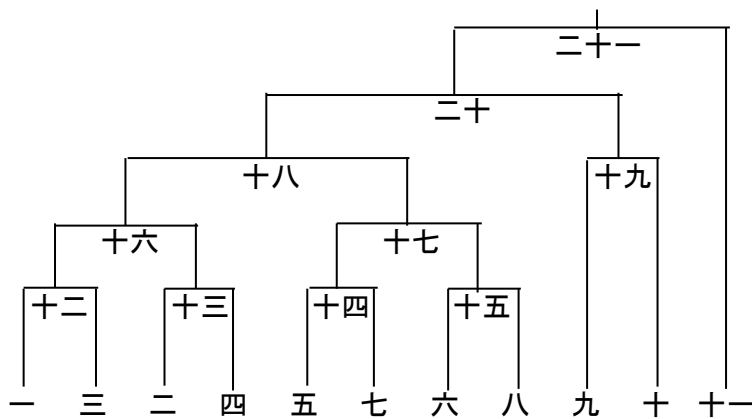 二十一
二十
十八 十九
十六 十七
十二 十三 十四 十五
一 三 二 四 五 七 六 八 九 十 十一